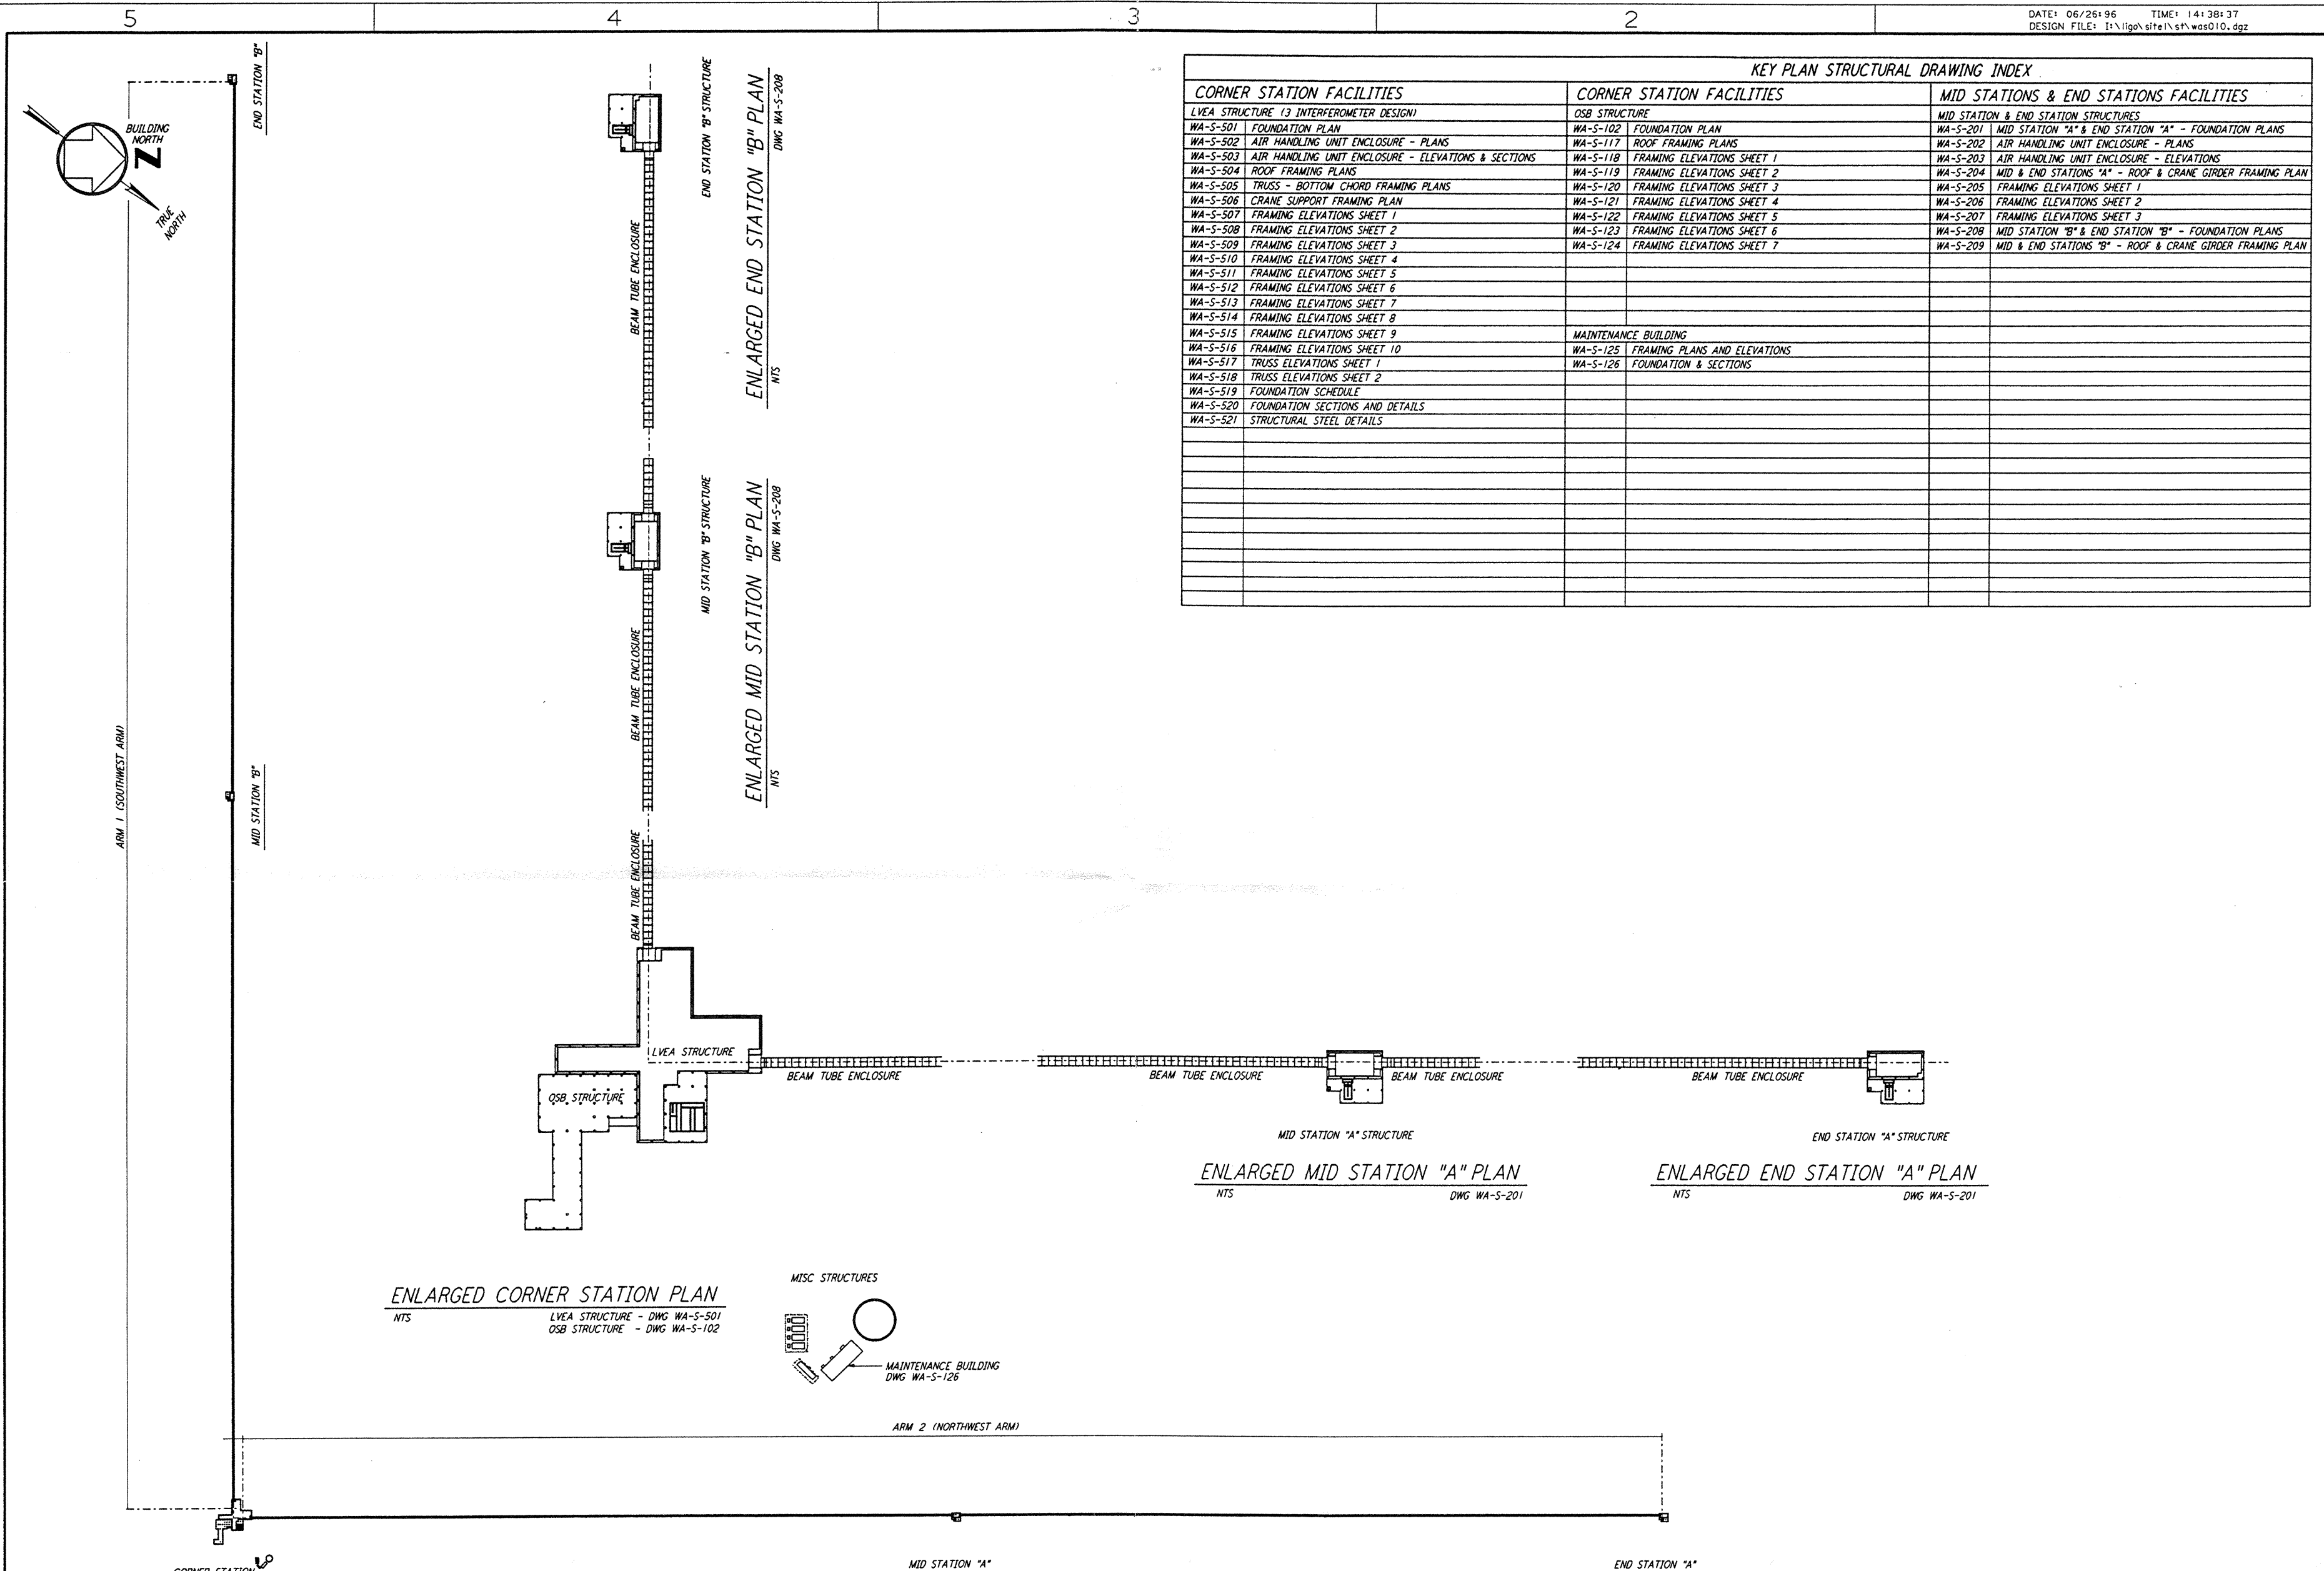 5
4
3
2
DATE: 06/26:96 TIME: 14:38:37
DESIGN FILE: I:\ligo\site1\st\was010.dgz
KEY PLAN STRUCTURAL DRAWING INDEX
CORNER STATION FACILITIES
LVEA STRUCTURE (3 INTERFEROMETER DESIGN)
WA-S-501 FOUNDATION PLAN
WA-S-502 AIR HANDLING UNIT ENCLOSURE - PLANS
WA-S-503 AIR HANDLING UNIT ENCLOSURE - ELEVATIONS & SECTIONS
WA-S-504 ROOF FRAMING PLANS
WA-S-505 TRUSS - BOTTOM CHORD FRAMING PLANS
WA-S-506 CRANE SUPPORT FRAMING PLAN
WA-S-507 FRAMING ELEVATIONS SHEET 1
WA-S-508 FRAMING ELEVATIONS SHEET 2
WA-S-509 FRAMING ELEVATIONS SHEET 3
WA-S-510 FRAMING ELEVATIONS SHEET 4
WA-S-511 FRAMING ELEVATIONS SHEET 5
WA-S-512 FRAMING ELEVATIONS SHEET 6
WA-S-513 FRAMING ELEVATIONS SHEET 7
WA-S-514 FRAMING ELEVATIONS SHEET 8
WA-S-515 FRAMING ELEVATIONS SHEET 9
WA-S-516 FRAMING ELEVATIONS SHEET 10
WA-S-517 TRUSS ELEVATIONS SHEET 1
WA-S-518 TRUSS ELEVATIONS SHEET 2
WA-S-519 FOUNDATION SCHEDULE
WA-S-520 FOUNDATION SECTIONS AND DETAILS
WA-S-521 STRUCTURAL STEEL DETAILS
CORNER STATION FACILITIES
OSB STRUCTURE
WA-S-102 FOUNDATION PLAN
WA-S-117 ROOF FRAMING PLANS
WA-S-118 FRAMING ELEVATIONS SHEET 1
WA-S-119 FRAMING ELEVATIONS SHEET 2
WA-S-120 FRAMING ELEVATIONS SHEET 3
WA-S-121 FRAMING ELEVATIONS SHEET 4
WA-S-122 FRAMING ELEVATIONS SHEET 5
WA-S-123 FRAMING ELEVATIONS SHEET 6
WA-S-124 FRAMING ELEVATIONS SHEET 7
MAINTENANCE BUILDING
WA-S-125 FRAMING PLANS AND ELEVATIONS
WA-S-126 FOUNDATION & SECTIONS
MID STATIONS & END STATIONS FACILITIES
MID STATION & END STATION STRUCTURES
WA-S-201 MID STATION "A" & END STATION "A" - FOUNDATION PLANS
WA-S-202 AIR HANDLING UNIT ENCLOSURE - PLANS
WA-S-203 AIR HANDLING UNIT ENCLOSURE - ELEVATIONS
WA-S-204 MID & END STATIONS "A" - ROOF & CRANE GIRDER FRAMING PLAN
WA-S-205 FRAMING ELEVATIONS SHEET 1
WA-S-206 FRAMING ELEVATIONS SHEET 2
WA-S-207 FRAMING ELEVATIONS SHEET 3
WA-S-208 MID STATION "B" & END STATION "B" - FOUNDATION PLANS
WA-S-209 MID & END STATIONS "B" - ROOF & CRANE GIRDER FRAMING PLAN
BUILDING
NORTH
N
TRUE
NORTH
END STATION "B"
ARM 1 (SOUTHWEST ARM)
MID STATION "B"
BEAM TUBE ENCLOSURE
END STATION "B" STRUCTURE
ENLARGED END STATION "B" PLAN
NTS
DWG WA-S-208
BEAM TUBE ENCLOSURE
MID STATION "B" STRUCTURE
ENLARGED MID STATION "B" PLAN
NTS
DWG WA-S-208
BEAM TUBE ENCLOSURE
LVEA STRUCTURE
OSB STRUCTURE
BEAM TUBE ENCLOSURE
BEAM TUBE ENCLOSURE
BEAM TUBE ENCLOSURE
BEAM TUBE ENCLOSURE
MID STATION "A" STRUCTURE
ENLARGED MID STATION "A" PLAN
NTS
DWG WA-S-201
END STATION "A" STRUCTURE
ENLARGED END STATION "A" PLAN
NTS
DWG WA-S-201
ENLARGED CORNER STATION PLAN
NTS
LVEA STRUCTURE - DWG WA-S-501
OSB STRUCTURE - DWG WA-S-102
MISC STRUCTURES
MAINTENANCE BUILDING
DWG WA-S-126
ARM 2 (NORTHWEST ARM)
CORNER STATION
MID STATION "A"
END STATION "A"